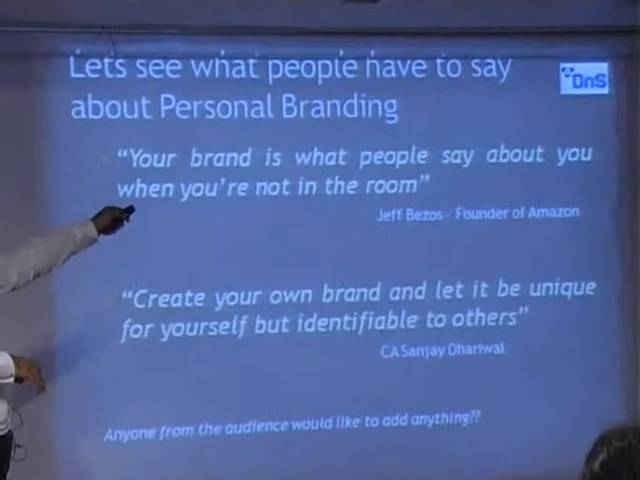 Lets see what people have to say
about Personal Branding
DnS
"Your brand is what people say about you
when you're not in the room"
Jeff Bezos - Founder of Amazon
"Create your own brand and let it be unique
for yourself but identifiable to others"
CA Sanjay Dhariwal
Anyone from the audience would like to add anything??